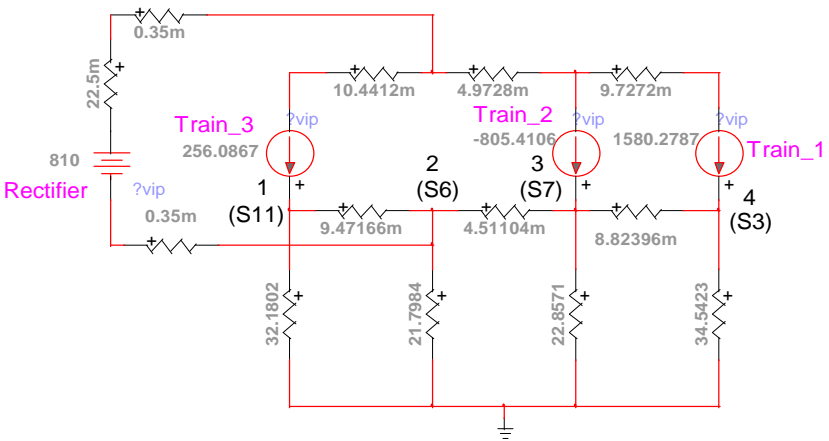 0.35m
22.5m
10.4412m
4.9728m
9.7272m
?vip
Train_3
256.0867
?vip
Train_2
-805.4106
?vip
1580.2787
Train_1
810
Rectifier
?vip
0.35m
1
(S11)
2
(S6)
3
(S7)
4
(S3)
9.47166m
4.51104m
8.82396m
32.1802
21.7984
22.8571
34.5423